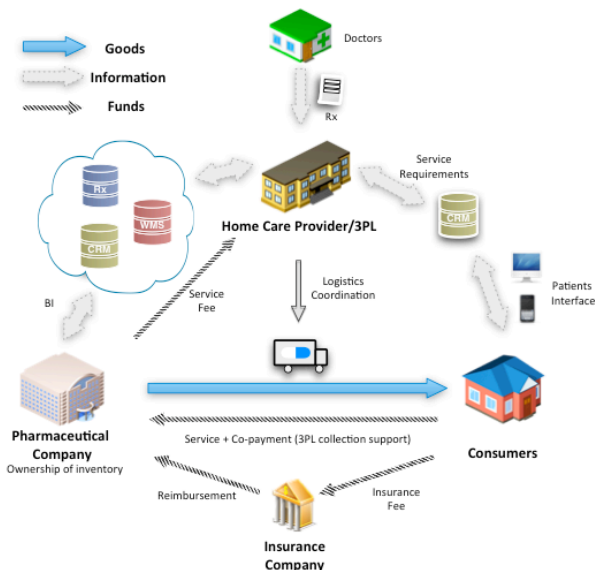 Goods
Information
Funds
Doctors
Rx
Service
Requirements
Rx
WMS
CRM
CRM
Home Care Provider/3PL
BI
Service
Fee
Logistics
Coordination
Patients
Interface
Pharmaceutical
Company
Ownership of inventory
Service + Co-payment (3PL collection support)
Consumers
Reimbursement
Insurance
Fee
Insurance
Company